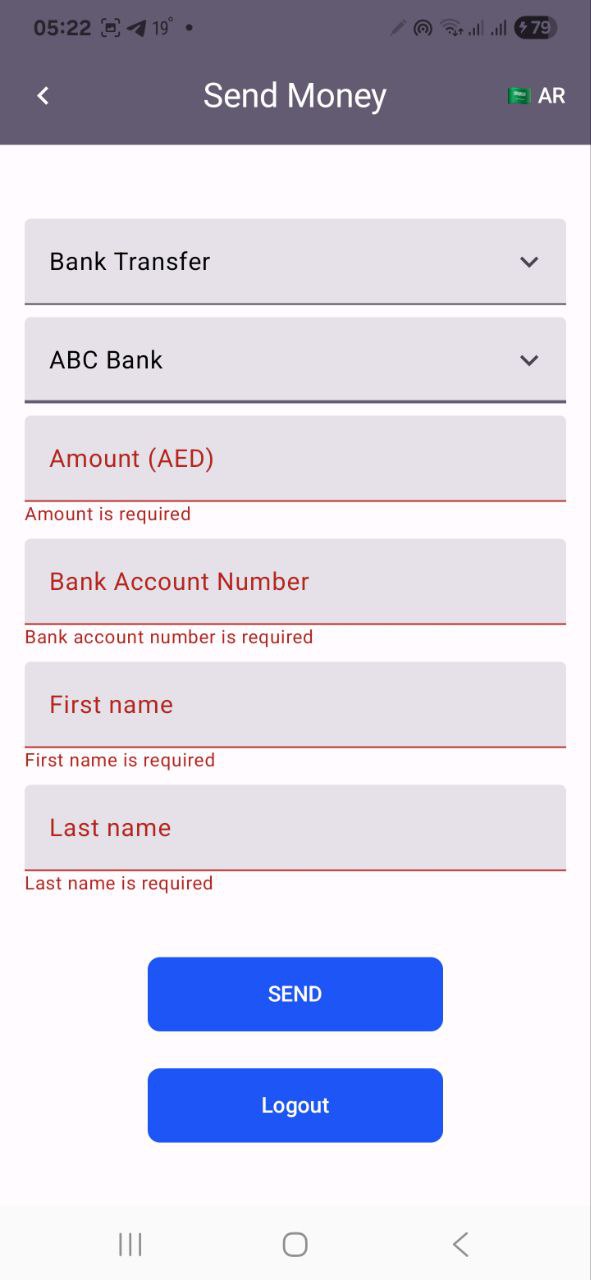 05:22 19° 79
Send Money
AR
Bank Transfer
ABC Bank
Amount (AED)
Amount is required
Bank Account Number
Bank account number is required
First name
First name is required
Last name
Last name is required
SEND
Logout